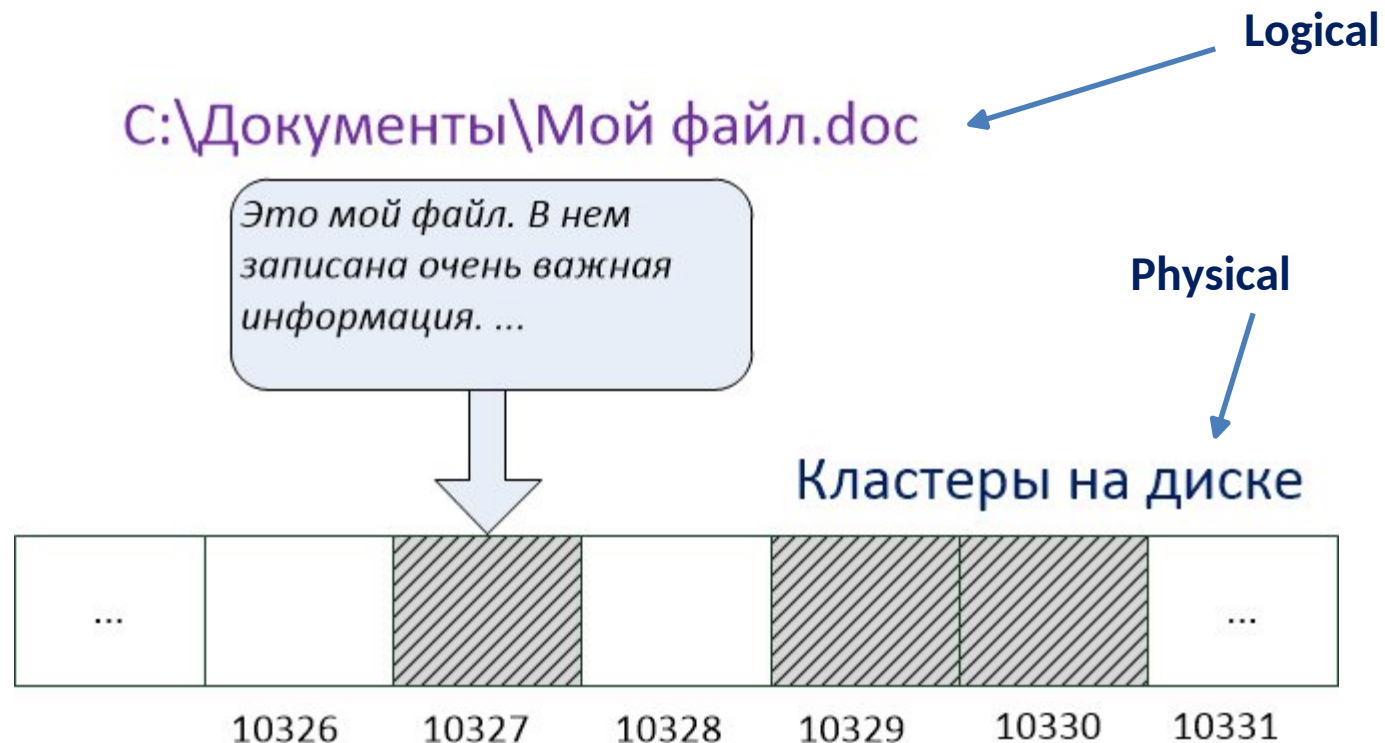 Logical
C:\Документы\Мой файл.doc
Это мой файл. В нем
записана очень важная
информация. ...
Physical
Кластеры на диске
... ...
10326 10327 10328 10329 10330 10331